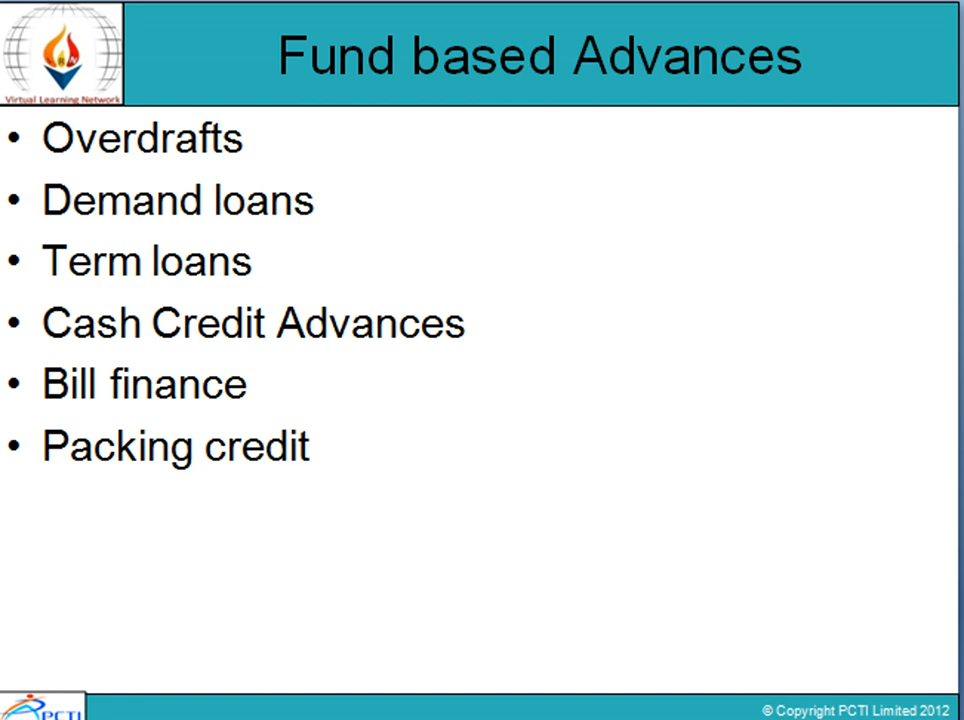 Virtual Learning Network
Fund based Advances
• Overdrafts
• Demand loans
• Term loans
• Cash Credit Advances
• Bill finance
• Packing credit
PCTI
© Copyright PCTI Limited 2012